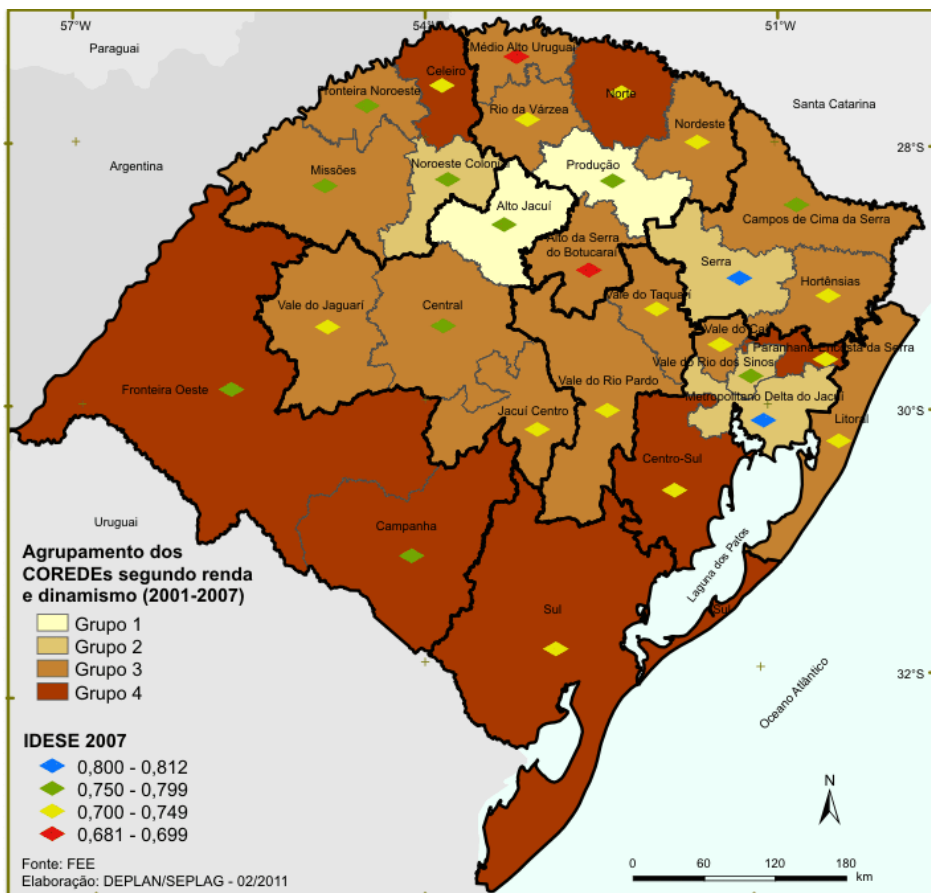 57°W
54°W
51°W
Paraguai
Médio Alto Uruguai
Celeiro
Fronteira Noroeste
Norte
Rio da Várzea
Santa Catarina
Nordeste
28°S
Argentina
Noroeste Colonial
Produção
Missões
Alto Jacuí
Campos de Cima da Serra
Alto da Serra
do Botucaraí
Serra
Hortênsias
Vale do Taquari
Vale do Jaguarí
Central
Vale do Caí
Paranhana Encosta da Serra
Vale do Rio dos Sinos
Fronteira Oeste
Vale do Rio Pardo
Metropolitano Delta do Jacuí
30°S
Jacuí Centro
Litoral
Centro-Sul
Uruguai
Campanha
Laguna dos Patos
Sul
Sul
Oceano Atlântico
32°S
Agrupamento dos
COREDEs segundo renda
e dinamismo (2001-2007)
Grupo 1
Grupo 2
Grupo 3
Grupo 4
IDESE 2007
0,800 - 0,812
0,750 - 0,799
0,700 - 0,749
0,681 - 0,699
N
0 60 120 180
km
Fonte: FEE
Elaboração: DEPLAN/SEPLAG - 02/2011